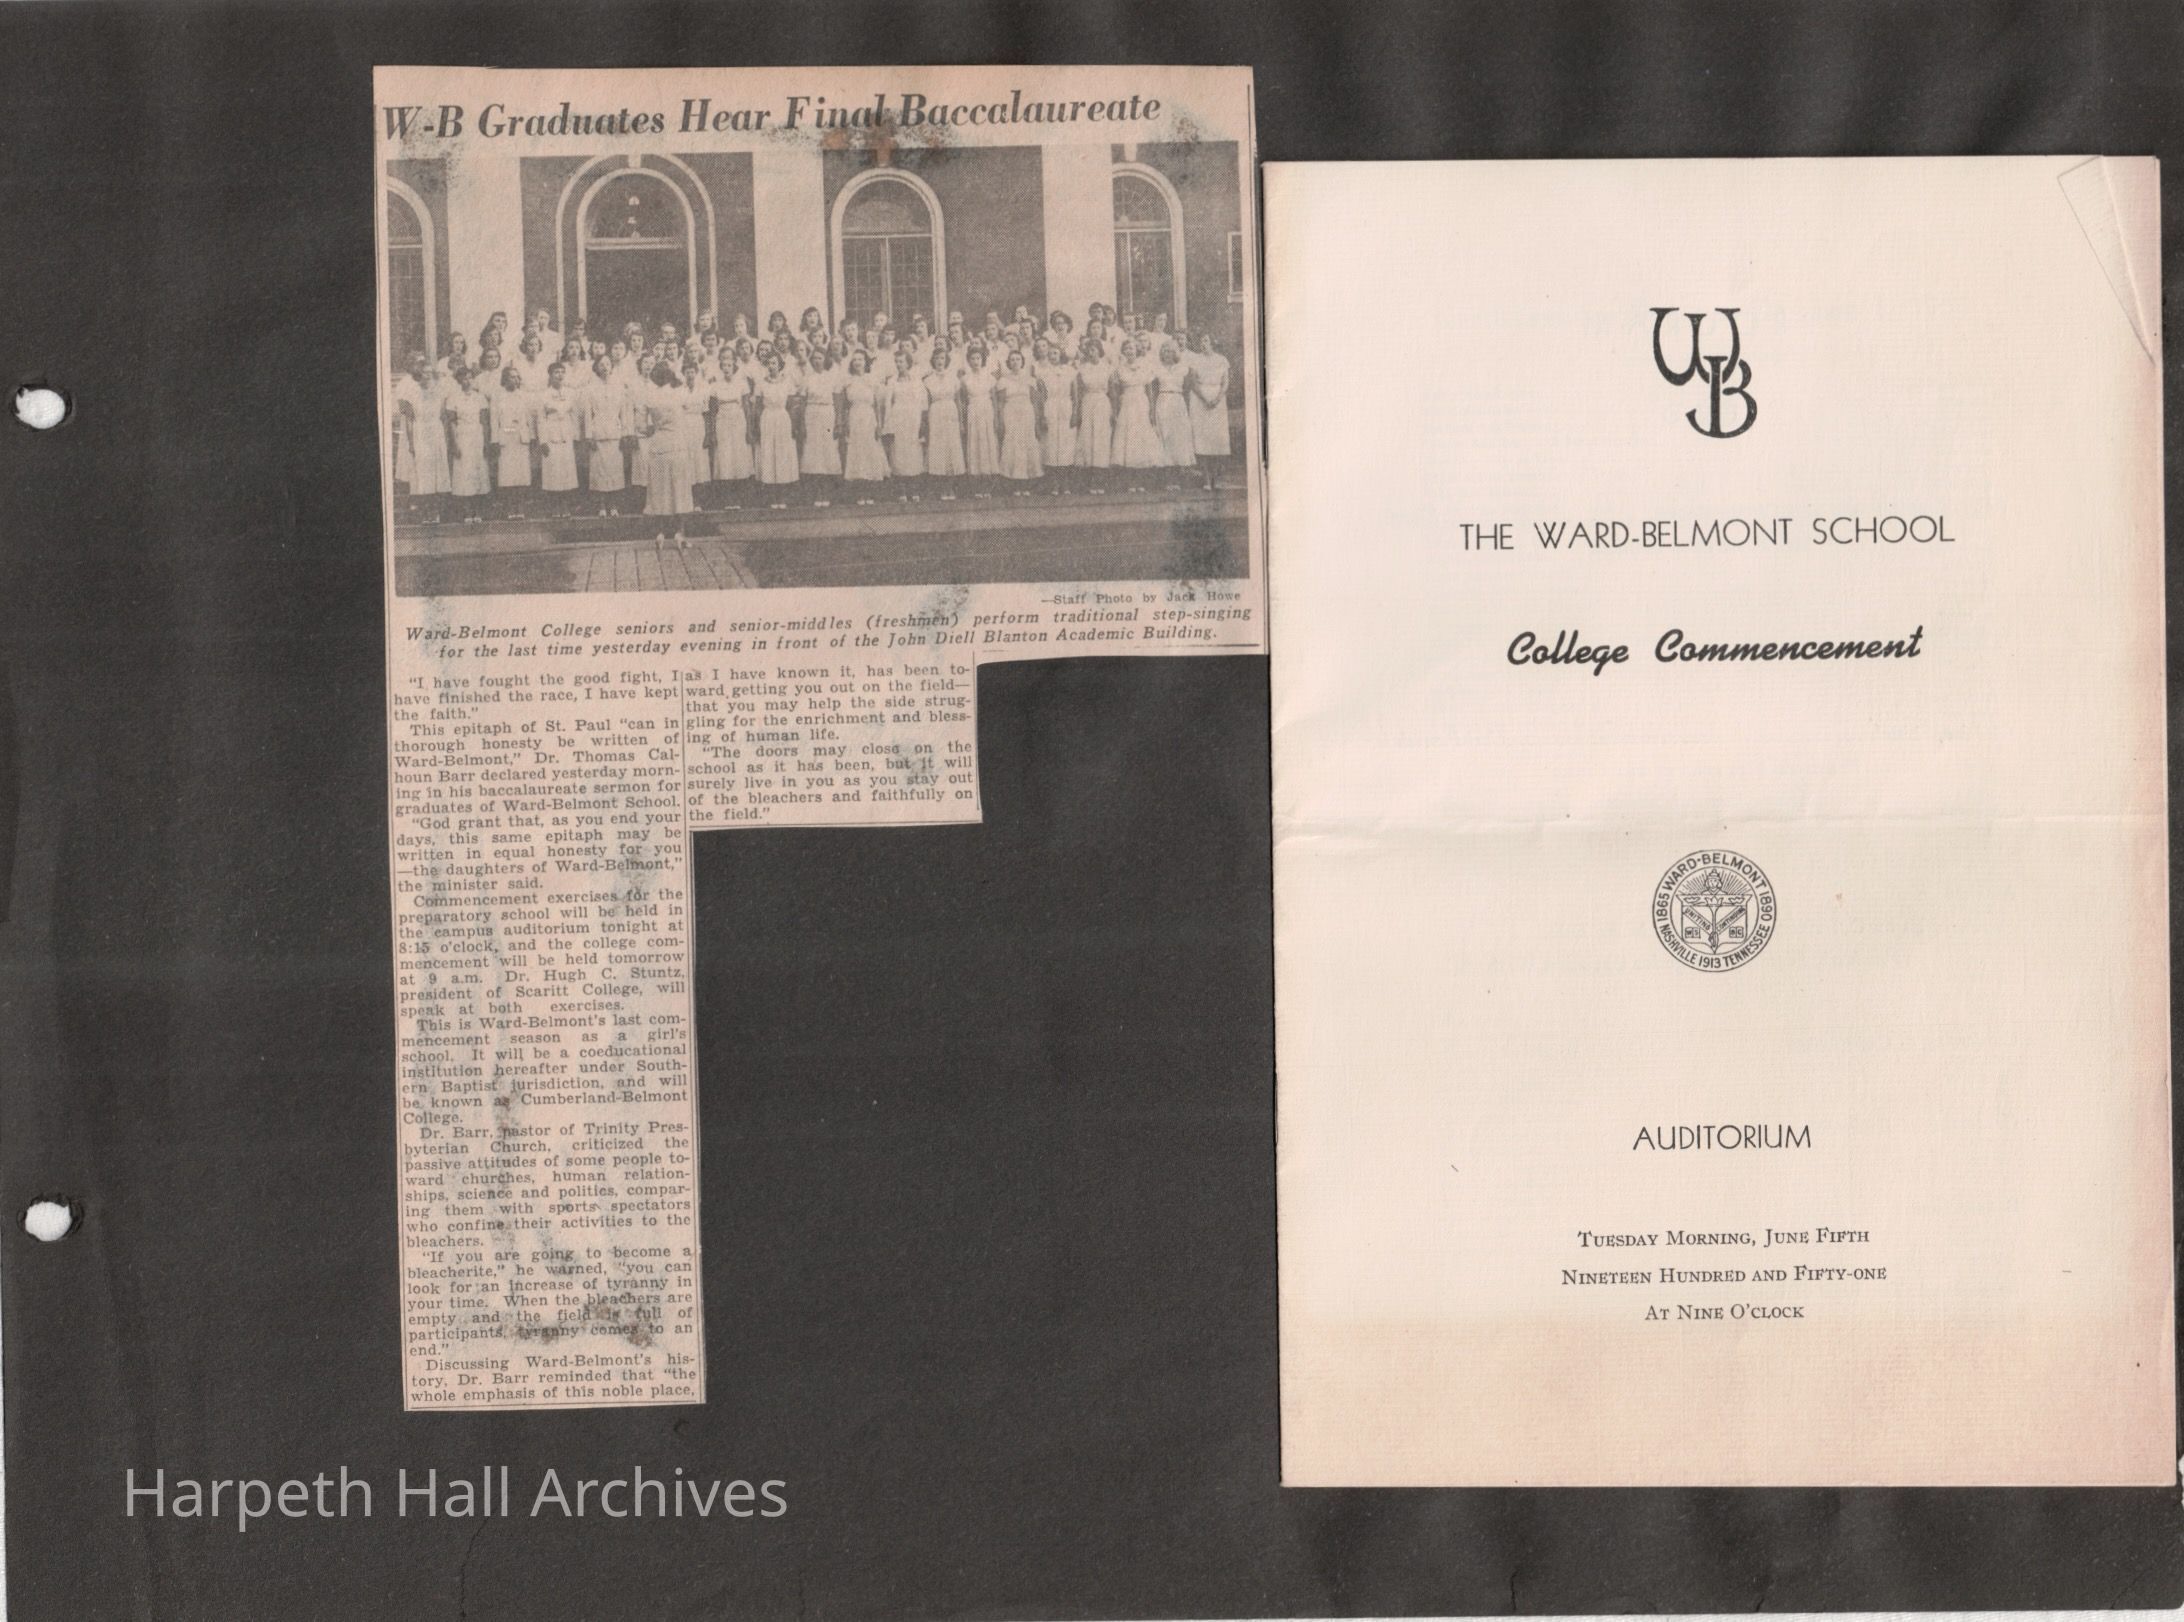 W-B Graduates Hear Final Baccalaureate
—Staff Photo by Jack Howe
Ward-Belmont College seniors and senior-middles (freshmen) perform traditional step-singing
for the last time yesterday evening in front of the John Diell Blanton Academic Building.
"I have fought the good fight, I
have finished the race, I have kept
the faith."
This epitaph of St. Paul "can in
thorough honesty be written of
Ward-Belmont," Dr. Thomas Cal-
houn Barr declared yesterday morn-
ing in his baccalaureate sermon for
graduates of Ward-Belmont School.
"God grant that, as you end your
days, this same epitaph may be
written in equal honesty for you
—the daughters of Ward-Belmont,"
the minister said.
Commencement exercises for the
preparatory school will be held in
the campus auditorium tonight at
8:15 o'clock, and the college com-
mencement will be held tomorrow
at 9 a.m. Dr. Hugh C. Stuntz,
president of Scaritt College, will
speak at both exercises.
This is Ward-Belmont's last com-
mencement season as a girl's
school. It will be a coeducational
institution hereafter under South-
ern Baptist jurisdiction, and will
be known as Cumberland-Belmont
College.
Dr. Barr, pastor of Trinity Pres-
byterian Church, criticized the
passive attitudes of some people to-
ward churches, human relation-
ships, science and politics, compar-
ing them with sports spectators
who confine their activities to the
bleachers.
"If you are going to become a
bleacherite," he warned, "you can
look for an increase of tyranny in
your time. When the bleachers are
empty and the field is full of
participants, tyranny comes to an
end."
Discussing Ward-Belmont's his-
tory, Dr. Barr reminded that "the
whole emphasis of this noble place,
as I have known it, has been to-
ward getting you out on the field—
that you may help the side strug-
gling for the enrichment and bless-
ing of human life.
"The doors may close on the
school as it has been, but it will
surely live in you as you stay out
of the bleachers and faithfully on
the field."
WB
THE WARD-BELMONT SCHOOL
College Commencement
WARD-BELMONT
1865 1890
NASHVILLE 1913 TENNESSEE
AUDITORIUM
TUESDAY MORNING, JUNE FIFTH
NINETEEN HUNDRED AND FIFTY-ONE
AT NINE O'CLOCK
Harpeth Hall Archives